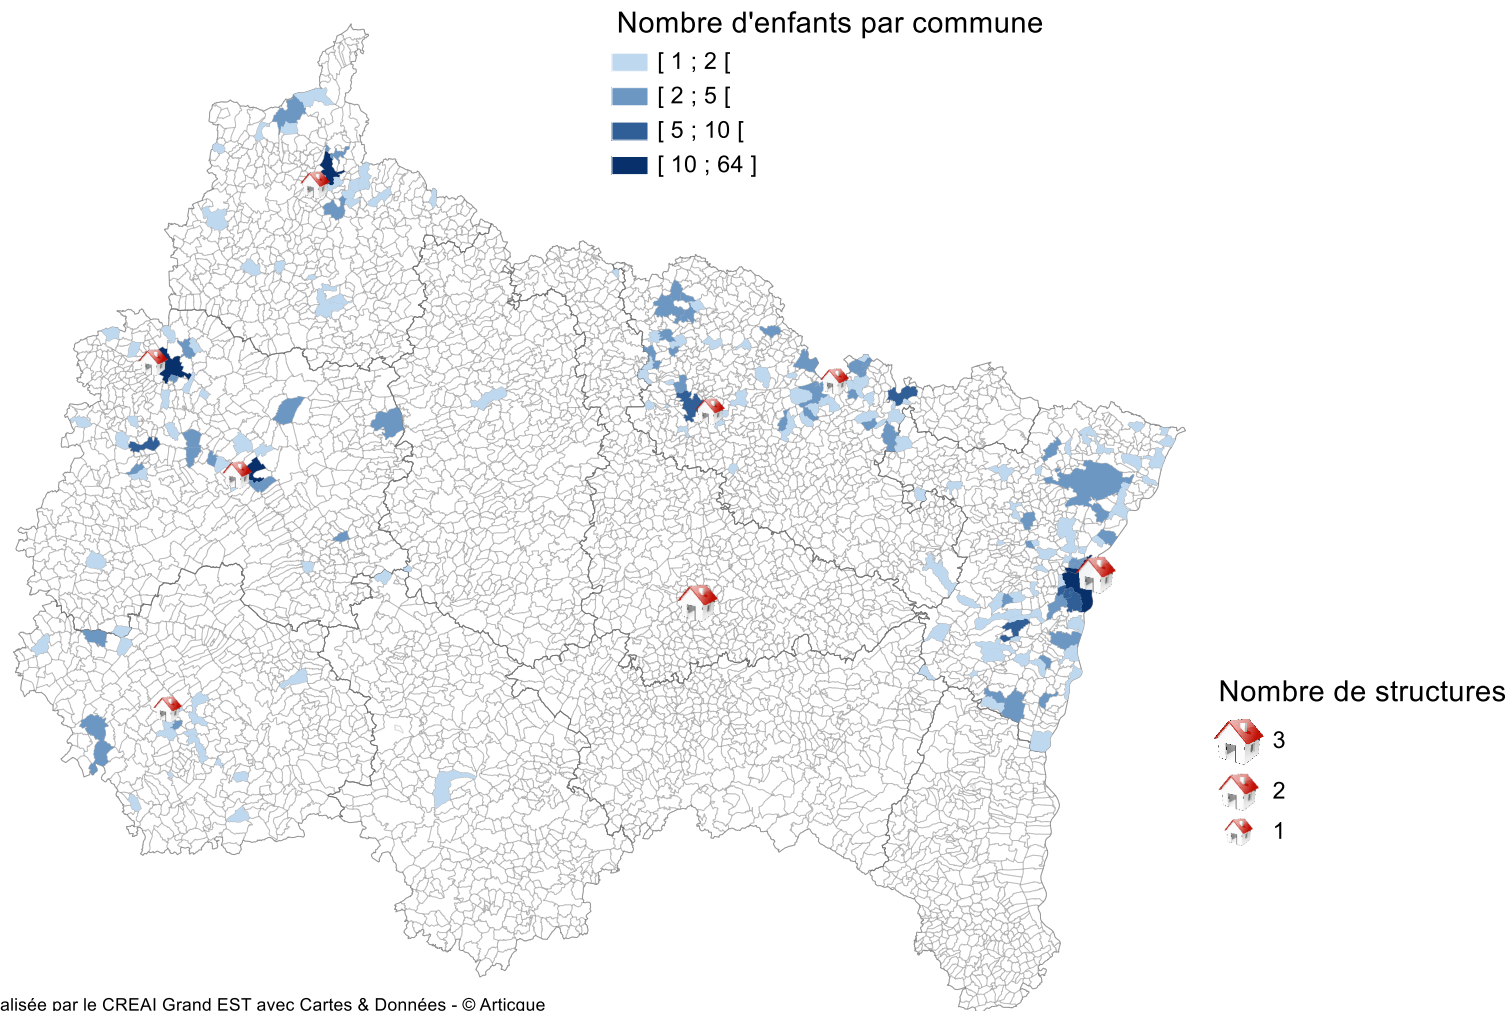 Nombre d'enfants par commune
[ 1 ; 2 [
[ 2 ; 5 [
[ 5 ; 10 [
[ 10 ; 64 ]
Nombre de structures
3
2
1
alisée par le CREAI Grand EST avec Cartes & Données - © Articque